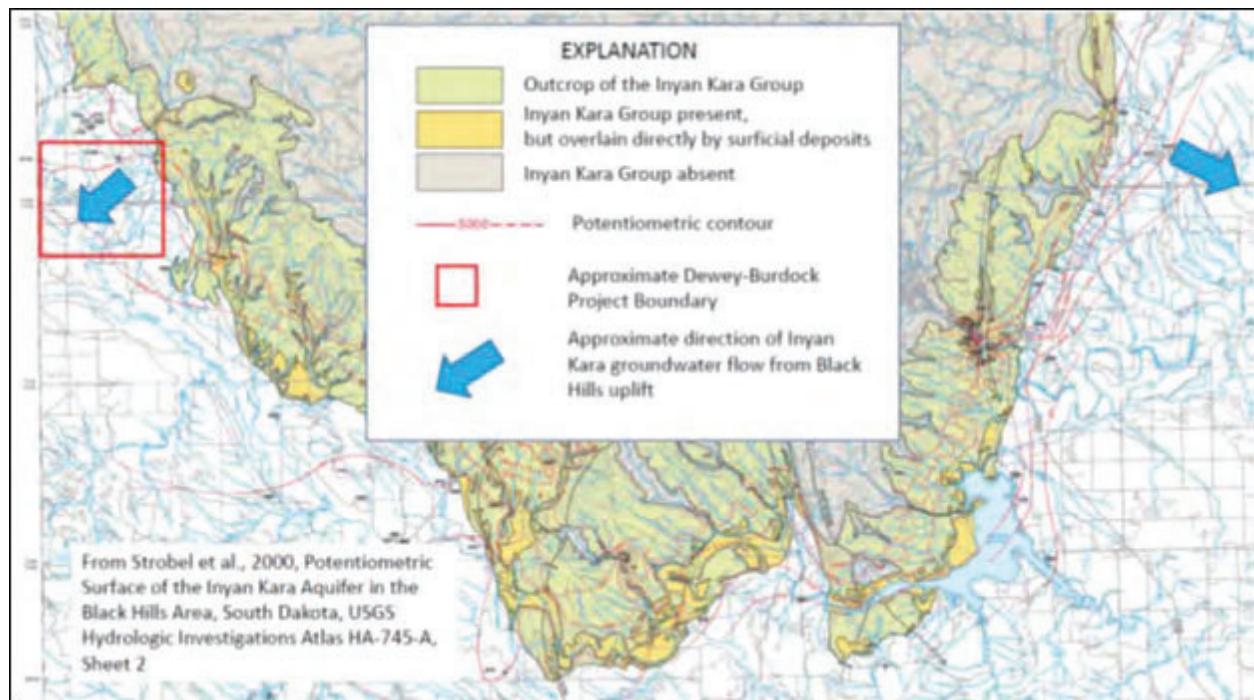 EXPLANATION
Outcrop of the Inyan Kara Group
Inyan Kara Group present,
but overlain directly by surficial deposits
Inyan Kara Group absent
5000
Potentiometric contour
Approximate Dewey-Burdock
Project Boundary
Approximate direction of Inyan
Kara groundwater flow from Black
Hills uplift
From Strobel et al., 2000, Potentiometric
Surface of the Inyan Kara Aquifer in the
Black Hills Area, South Dakota, USGS
Hydrologic Investigations Atlas HA-745-A,
Sheet 2